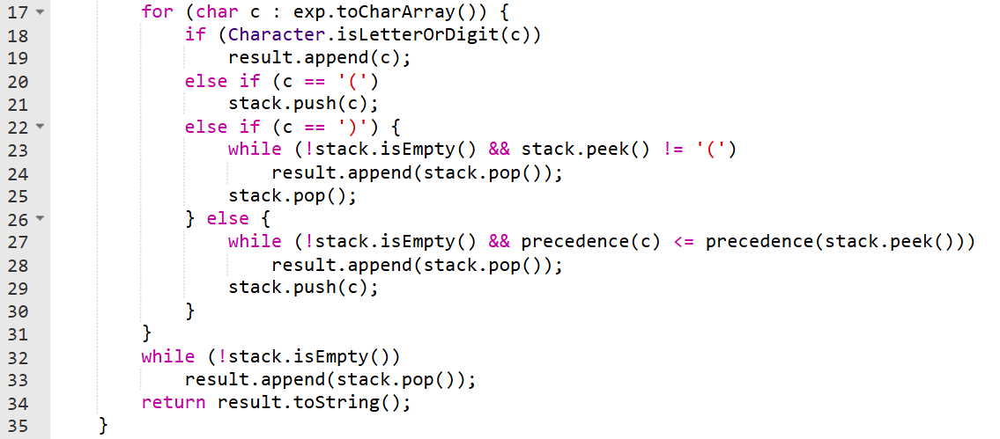 17 for (char c : exp.toCharArray()) {
18 if (Character.isLetterOrDigit(c))
19 result.append(c);
20 else if (c == '(')
21 stack.push(c);
22 else if (c == ')') {
23 while (!stack.isEmpty() && stack.peek() != '(')
24 result.append(stack.pop());
25 stack.pop();
26 } else {
27 while (!stack.isEmpty() && precedence(c) <= precedence(stack.peek()))
28 result.append(stack.pop());
29 stack.push(c);
30 }
31 }
32 while (!stack.isEmpty())
33 result.append(stack.pop());
34 return result.toString();
35 }